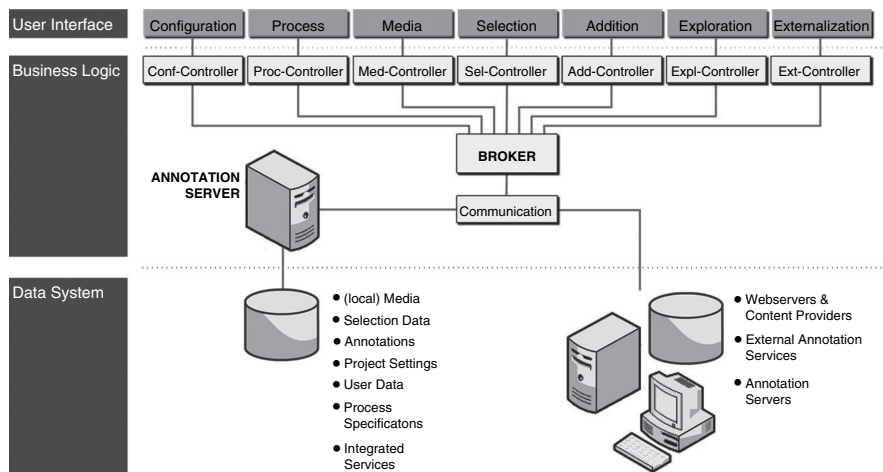 User Interface
Configuration
Process
Media
Selection
Addition
Exploration
Externalization
Business Logic
Conf-Controller
Proc-Controller
Med-Controller
Sel-Controller
Add-Controller
Expl-Controller
Ext-Controller
BROKER
ANNOTATION
SERVER
Communication
Data System
● (local) Media
● Selection Data
● Annotations
● Project Settings
● User Data
● Process
Specificatons
● Integrated
Services
● Webservers &
Content Providers
● External Annotation
Services
● Annotation
Servers